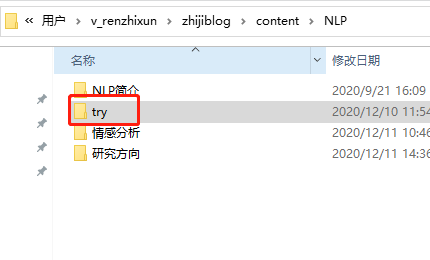 « 用户 › v_renzhixun › zhijiblog › content › NLP
名称 修改日期
NLP简介 2020/9/21 16:09
try 2020/12/10 11:54
情感分析 2020/12/11 10:46
研究方向 2020/12/11 14:36